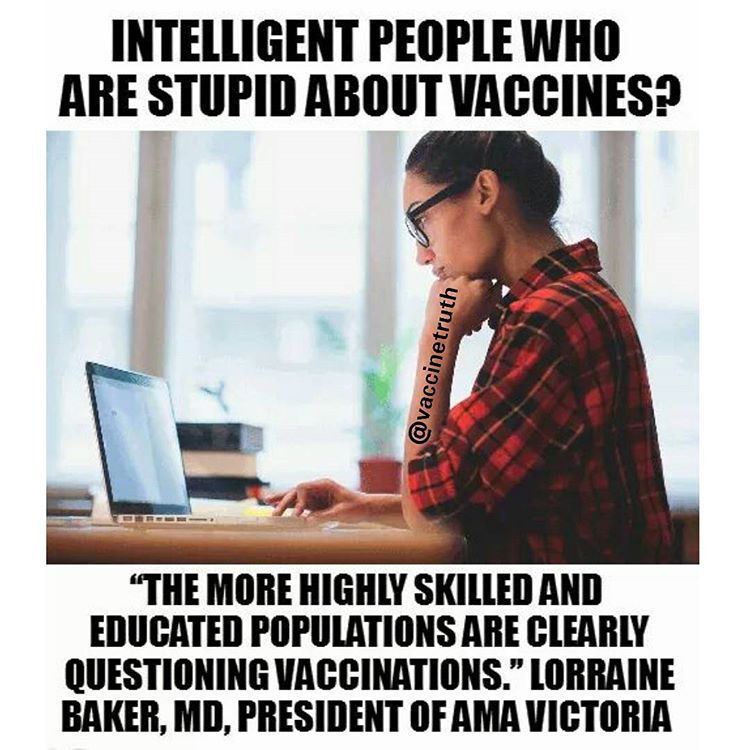 INTELLIGENT PEOPLE WHO
ARE STUPID ABOUT VACCINES?
@vaccinetruth
“THE MORE HIGHLY SKILLED AND
EDUCATED POPULATIONS ARE CLEARLY
QUESTIONING VACCINATIONS.” LORRAINE
BAKER, MD, PRESIDENT OF AMA VICTORIA